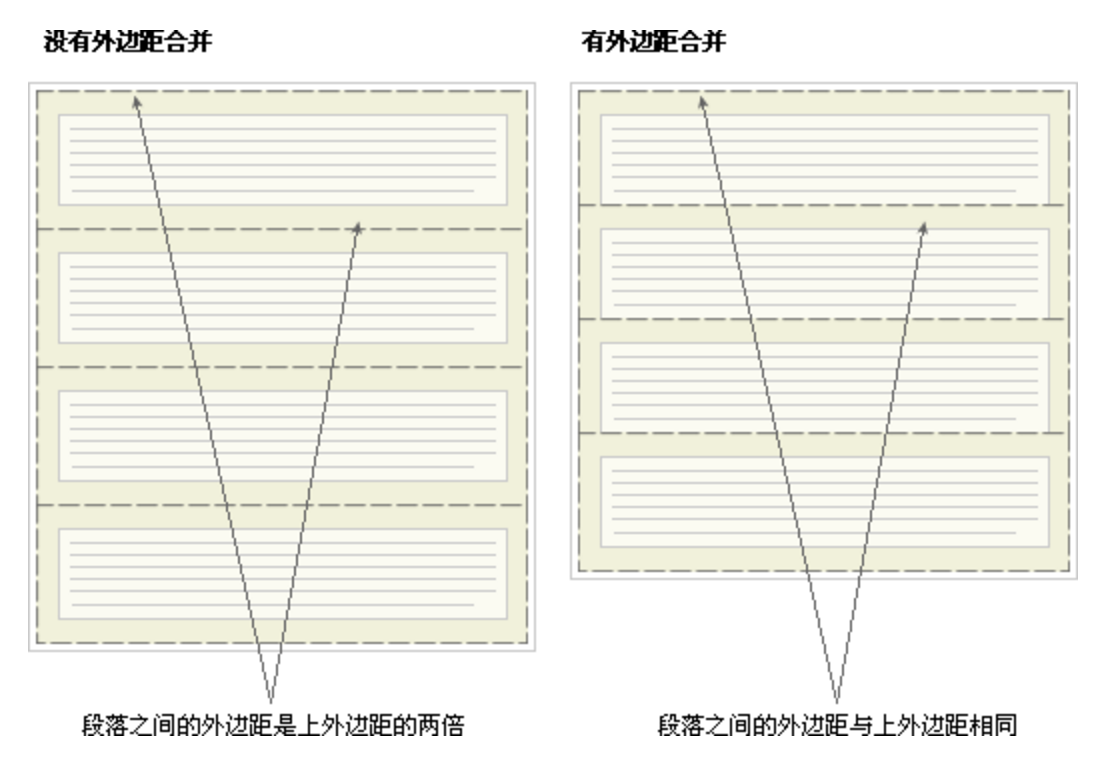 没有外边距合并
有外边距合并
段落之间的外边距是上外边距的两倍
段落之间的外边距与上外边距相同